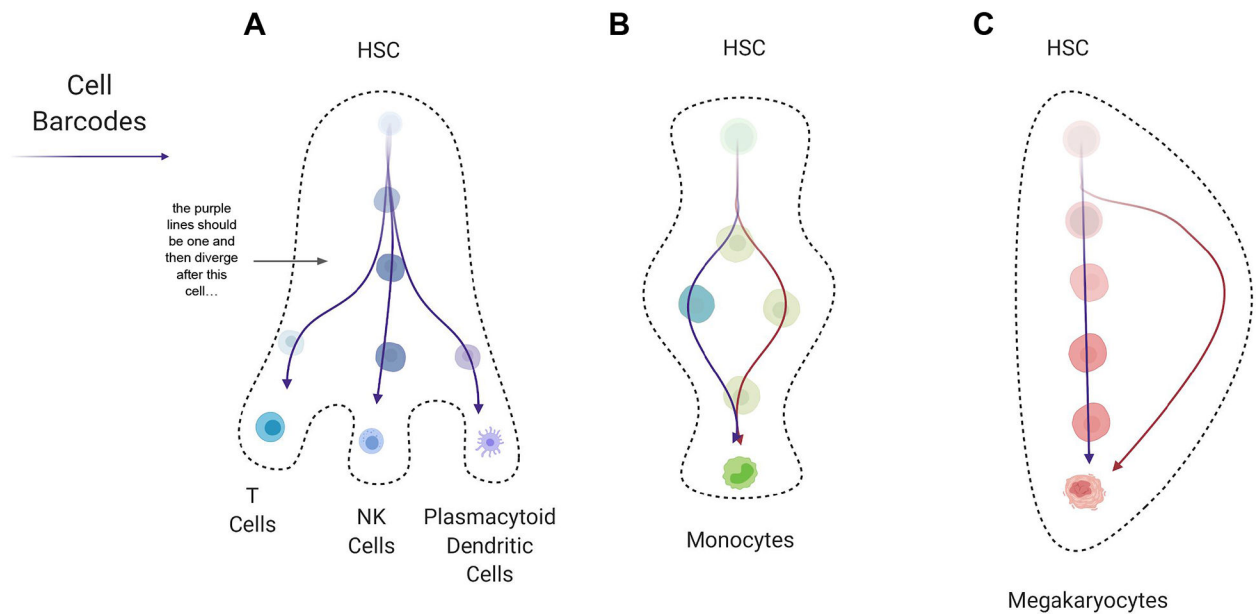 A
B
C
HSC
HSC
HSC
Cell
Barcodes
the purple
lines should
be one and
then diverge
after this
cell…
T
Cells
NK
Cells
Plasmacytoid
Dendritic
Cells
Monocytes
Megakaryocytes